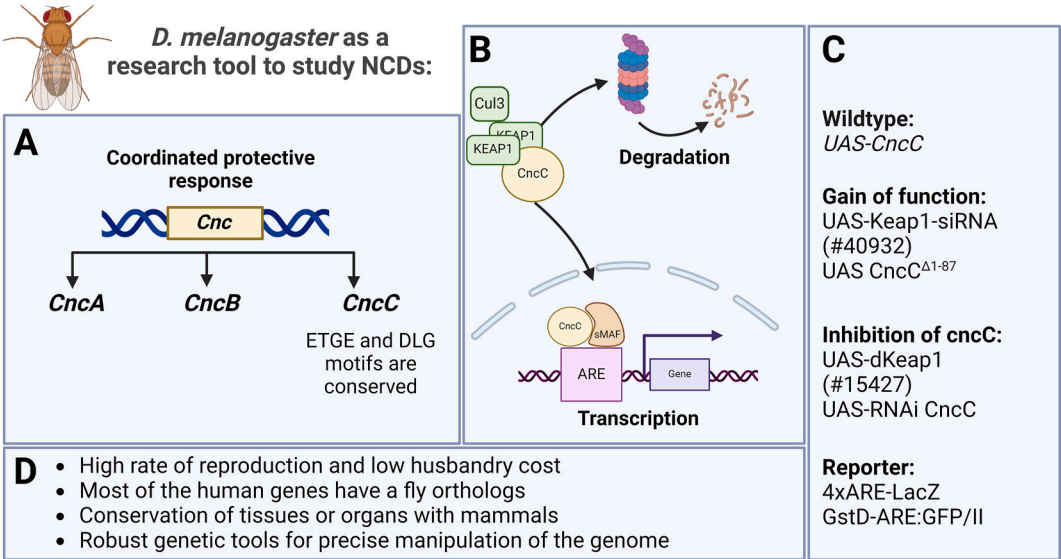 D. melanogaster as a
research tool to study NCDs:
A
Coordinated protective
response
Cnc
CncA
CncB
CncC
ETGE and DLG
motifs are
conserved
B
Cul3
KEAP1
KEAP1
CncC
Degradation
CncC
sMAF
ARE
Gene
Transcription
C
Wildtype:
UAS-CncC
Gain of function:
UAS-Keap1-siRNA
(#40932)
UAS CncC^Δ1-87
Inhibition of cncC:
UAS-dKeap1
(#15427)
UAS-RNAi CncC
Reporter:
4xARE-LacZ
GstD-ARE:GFP/II
D
• High rate of reproduction and low husbandry cost
• Most of the human genes have a fly orthologs
• Conservation of tissues or organs with mammals
• Robust genetic tools for precise manipulation of the genome